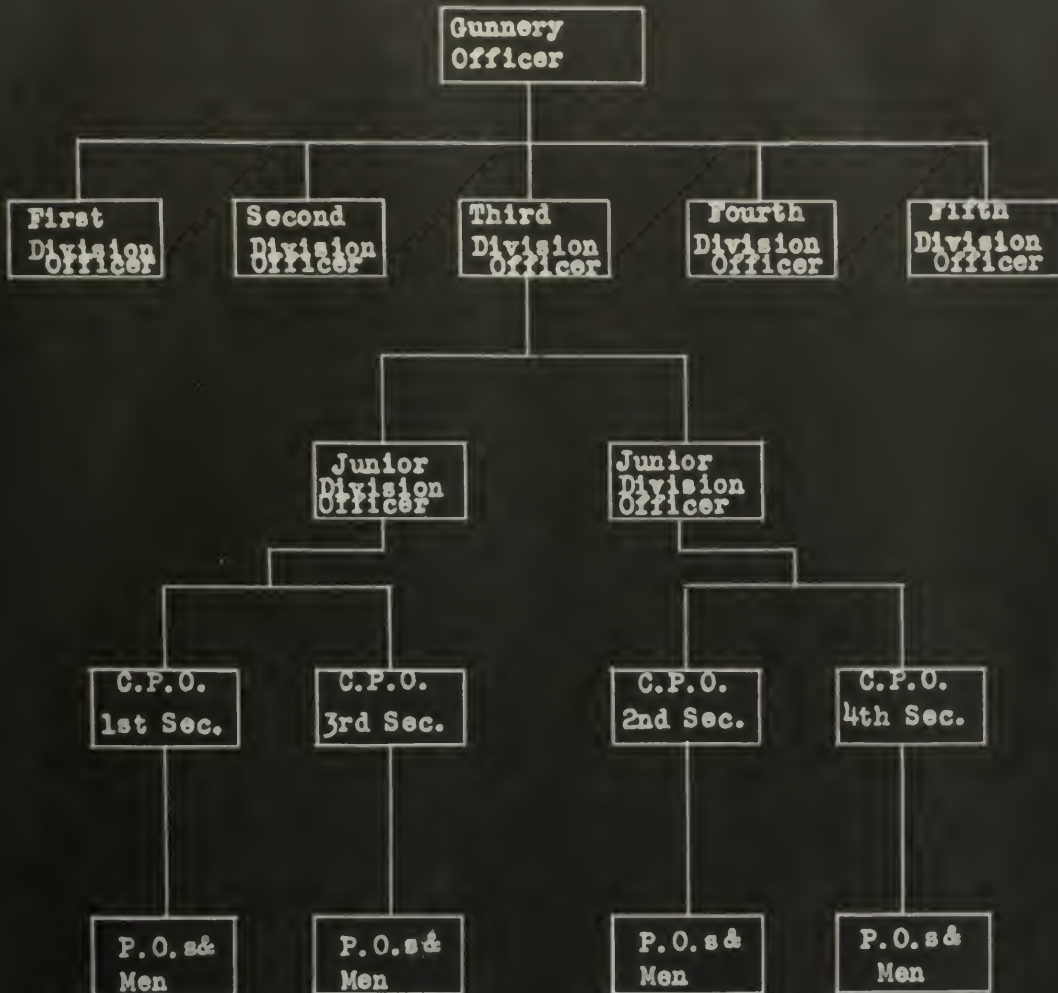 Gunnery
Officer
First
Division
Officer
Second
Division
Officer
Third
Division
Officer
Fourth
Division
Officer
Fifth
Division
Officer
Junior
Division
Officer
Junior
Division
Officer
C.P.O.
1st Sec.
C.P.O.
3rd Sec.
C.P.O.
2nd Sec.
C.P.O.
4th Sec.
P.O.s&
Men
P.O.s&
Men
P.O.s&
Men
P.O.s&
Men